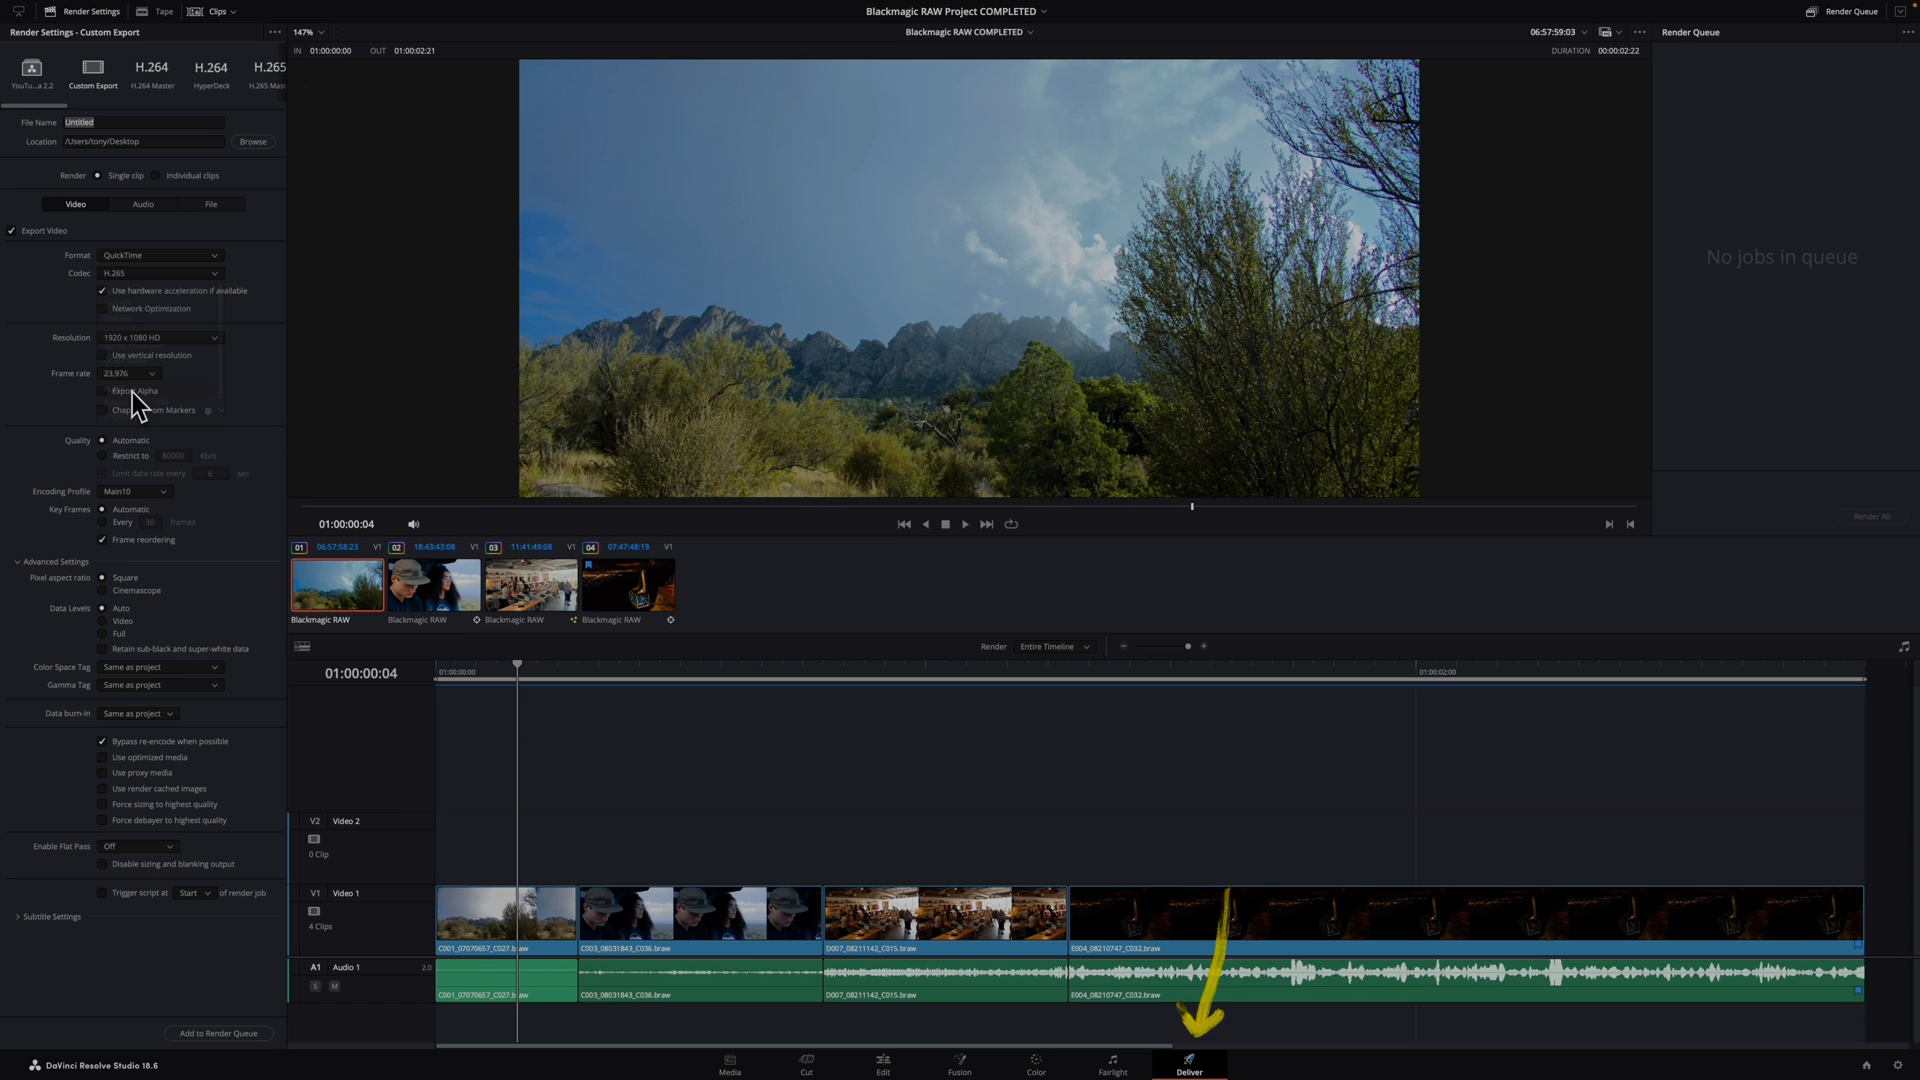 Render Settings Tape Clips Blackmagic RAW Project COMPLETED Render Queue
Render Settings - Custom Export 147% Blackmagic RAW COMPLETED 06:57:59:03 Render Queue
IN 01:00:00:00 OUT 01:00:02:21 DURATION 00:00:02:22
H.264 H.264 H.265
YouTu...a 2.2 Custom Export H.264 Master HyperDeck H.265 Mast
File Name Untitled
Location /Users/tony/Desktop Browse
Render Single clip Individual clips
Video Audio File
Export Video
Format QuickTime
No jobs in queue
Codec H.265
Use hardware acceleration if available
Network Optimization
Resolution 1920 x 1080 HD
Use vertical resolution
Frame rate 23.976
Export Alpha
Markers
Quality Automatic
Restrict to 80000 Kb/s
Limit data rate every 6 sec
Encoding Profile Main10
Key Frames Automatic
Every 30 frames
Render All
01:00:00:04
Frame reordering
01 06:57:58:23 V1 02 18:43:43:08 V1 03 11:41:49:08 V1 04 07:47:48:19 V1
Advanced Settings
Pixel aspect ratio Square
Cinemascope
Data Levels Auto
Video
Full
Blackmagic RAW Blackmagic RAW Blackmagic RAW Blackmagic RAW
Retain sub-black and super-white data
Render Entire Timeline
Color Space Tag Same as project
01:00:00:04 01:00:00:00 01:00:02:00
Gamma Tag Same as project
Data burn-in Same as project
Bypass re-encode when possible
Use optimized media
Use proxy media
Use render cached images
Force sizing to highest quality
Force debayer to highest quality
V2 Video 2
0 Clip
Enable Flat Pass Off
Disable sizing and blanking output
Trigger script at Start of render job
V1 Video 1
4 Clips
Subtitle Settings
C001_07070657_C027.braw C003_08031843_C036.braw D007_08211142_C015.braw E004_08210747_C032.braw
A1 Audio 1 2.0
S M
C001_07070657_C027.braw C003_08031843_C036.braw D007_08211142_C015.braw E004_08210747_C032.braw
Add to Render Queue
DaVinci Resolve Studio 18.6
Media Cut Edit Fusion Color Fairlight Deliver